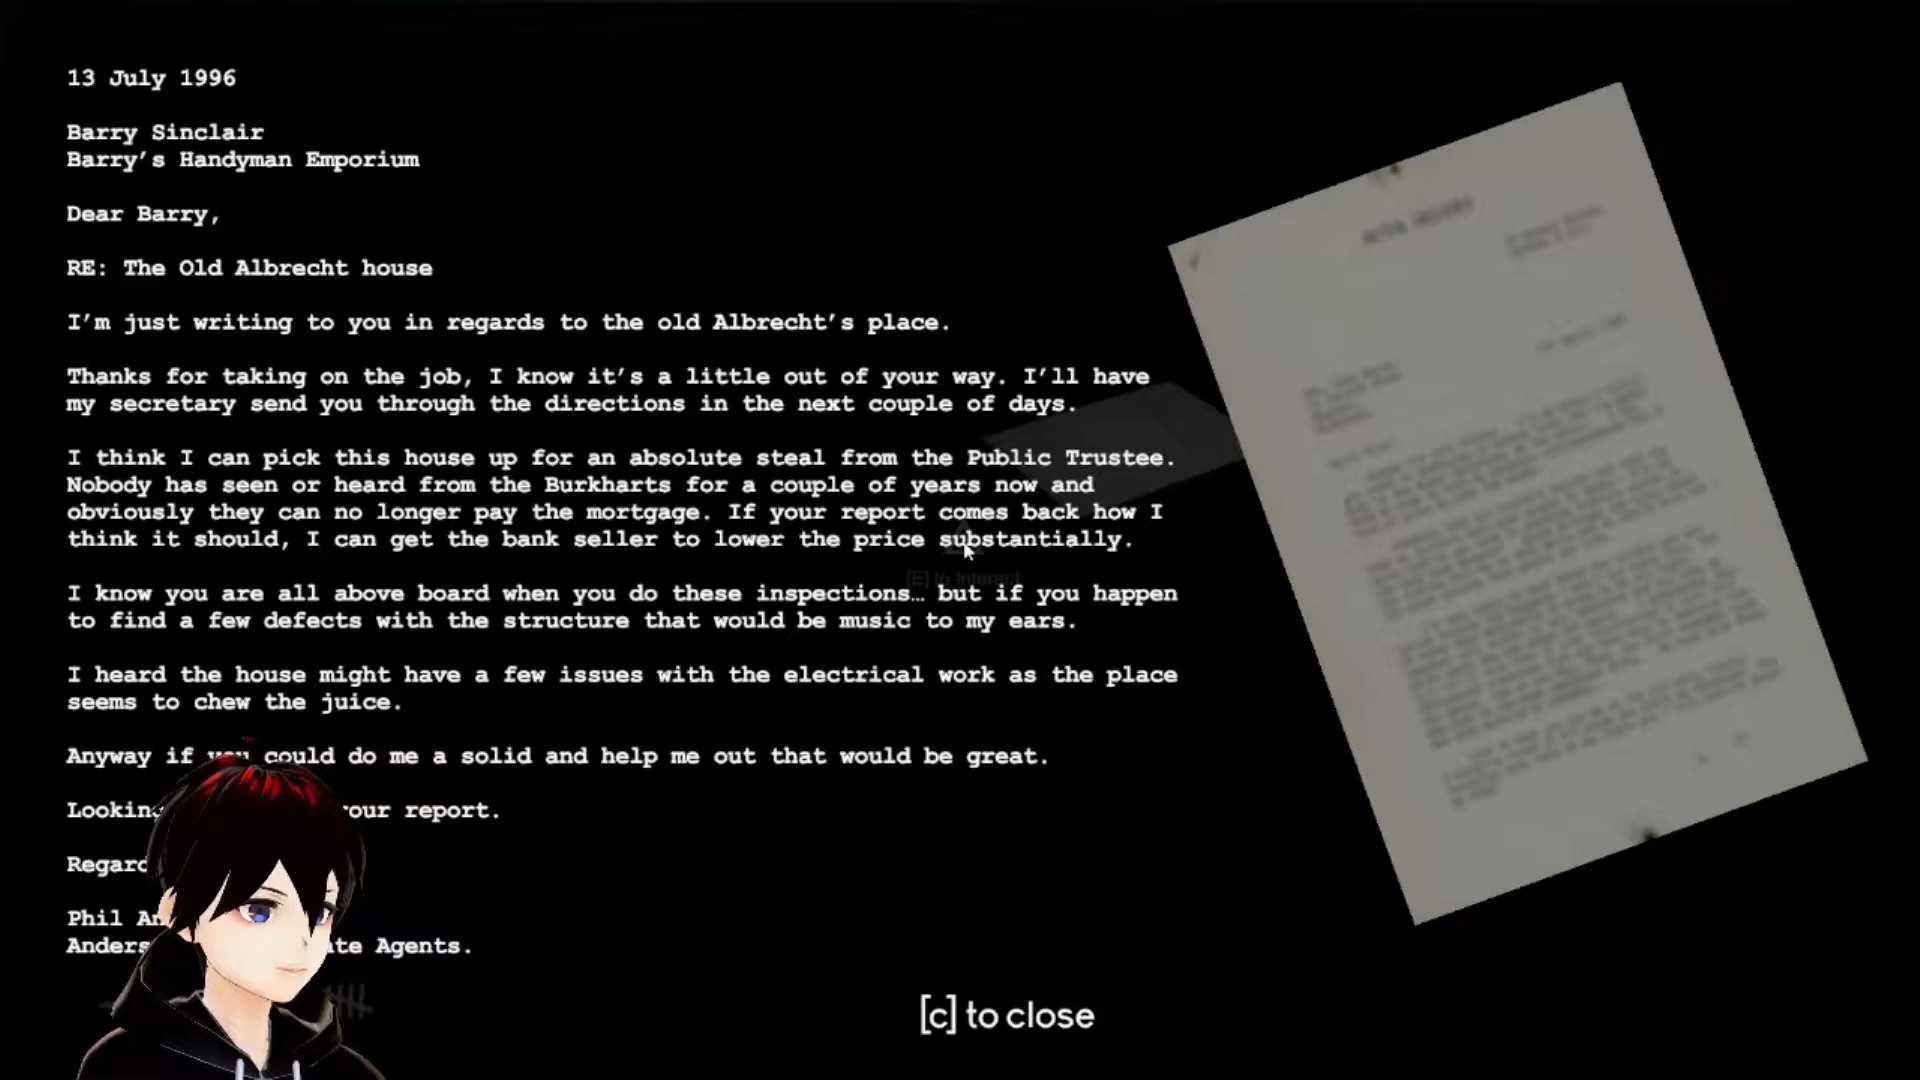 13 July 1996
Barry Sinclair
Barry’s Handyman Emporium
Dear Barry,
RE: The Old Albrecht house
I’m just writing to you in regards to the old Albrecht’s place.
Thanks for taking on the job, I know it’s a little out of your way. I’ll have
my secretary send you through the directions in the next couple of days.
I think I can pick this house up for an absolute steal from the Public Trustee.
Nobody has seen or heard from the Burkharts for a couple of years now and
obviously they can no longer pay the mortgage. If your report comes back how I
think it should, I can get the bank seller to lower the price substantially.
[E] to interact
I know you are all above board when you do these inspections… but if you happen
to find a few defects with the structure that would be music to my ears.
I heard the house might have a few issues with the electrical work as the place
seems to chew the juice.
Anyway if you could do me a solid and help me out that would be great.
your report.
Phil
Agents.
[c] to close